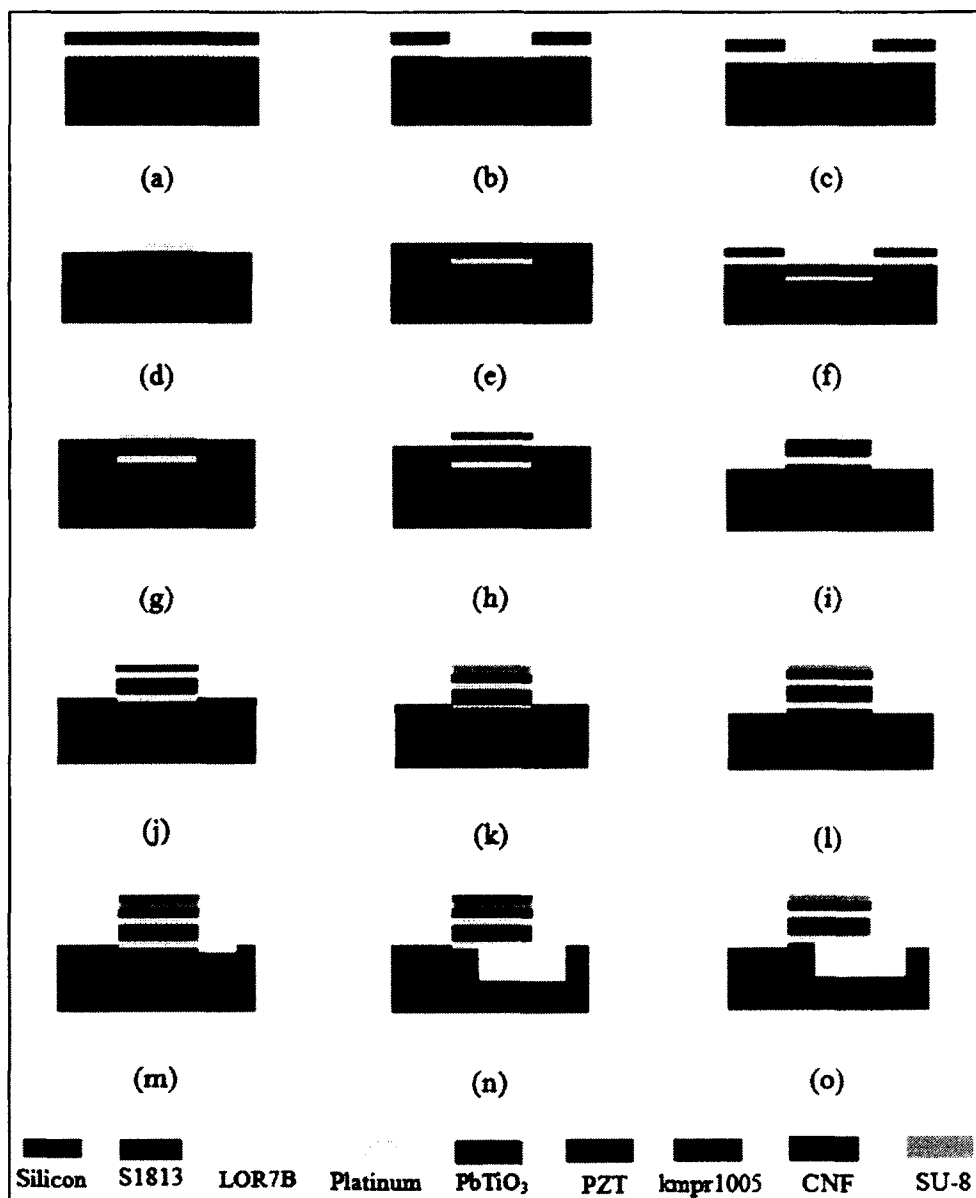 (a) (b) (c)
(d) (e) (f)
(g) (h) (i)
(j) (k) (l)
(m) (n) (o)
Silicon S1813 LOR7B Platinum PbTiO₃ PZT kmpr1005 CNF SU-8